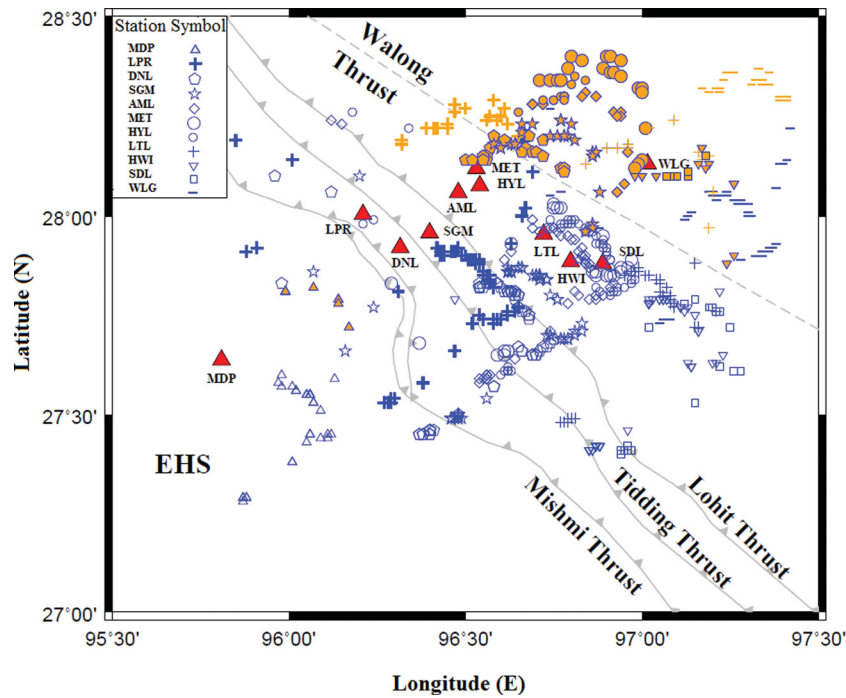 28°30'
28°00'
27°30'
27°00'
Latitude (N)
Station Symbol
MDP
LPR
DNL
SGM
AML
MET
HYL
LTL
HWI
SDL
WLG
Walong
Thrust
WLG
MET
HYL
AML
LPR
SGM
DNL
LTL
SDL
HWI
MDP
EHS
Mishmi Thrust
Tidding Thrust
Lohit Thrust
95°30'
96°00'
96°30'
97°00'
97°30'
Longitude (E)